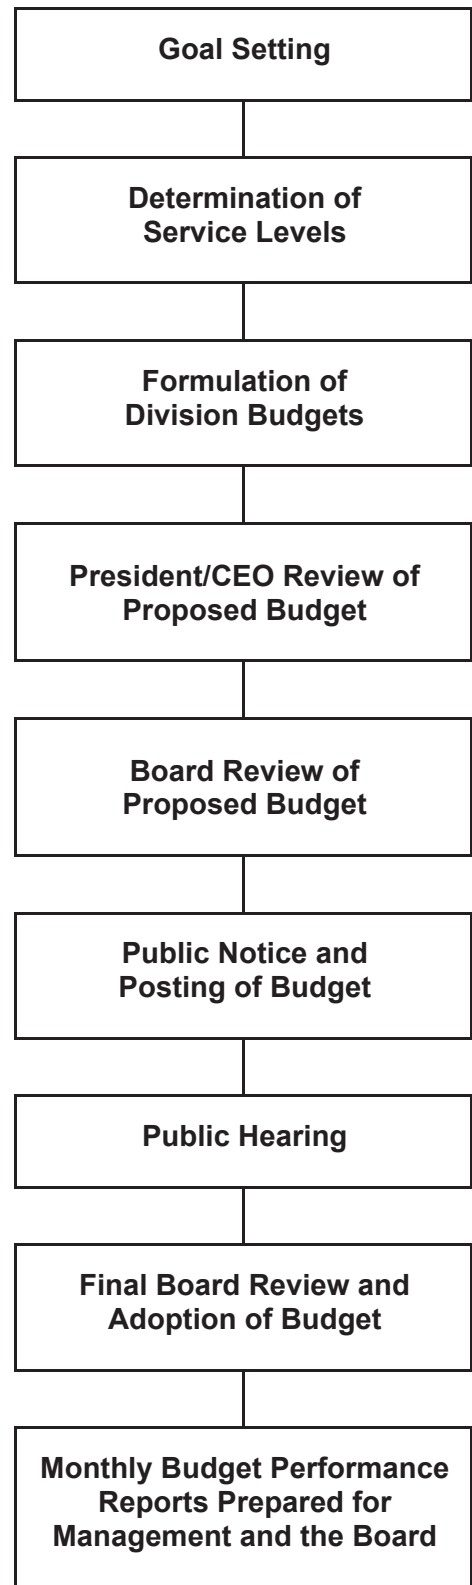 Goal Setting
Determination of
Service Levels
Formulation of
Division Budgets
President/CEO Review of
Proposed Budget
Board Review of
Proposed Budget
Public Notice and
Posting of Budget
Public Hearing
Final Board Review and
Adoption of Budget
Monthly Budget Performance
Reports Prepared for
Management and the Board